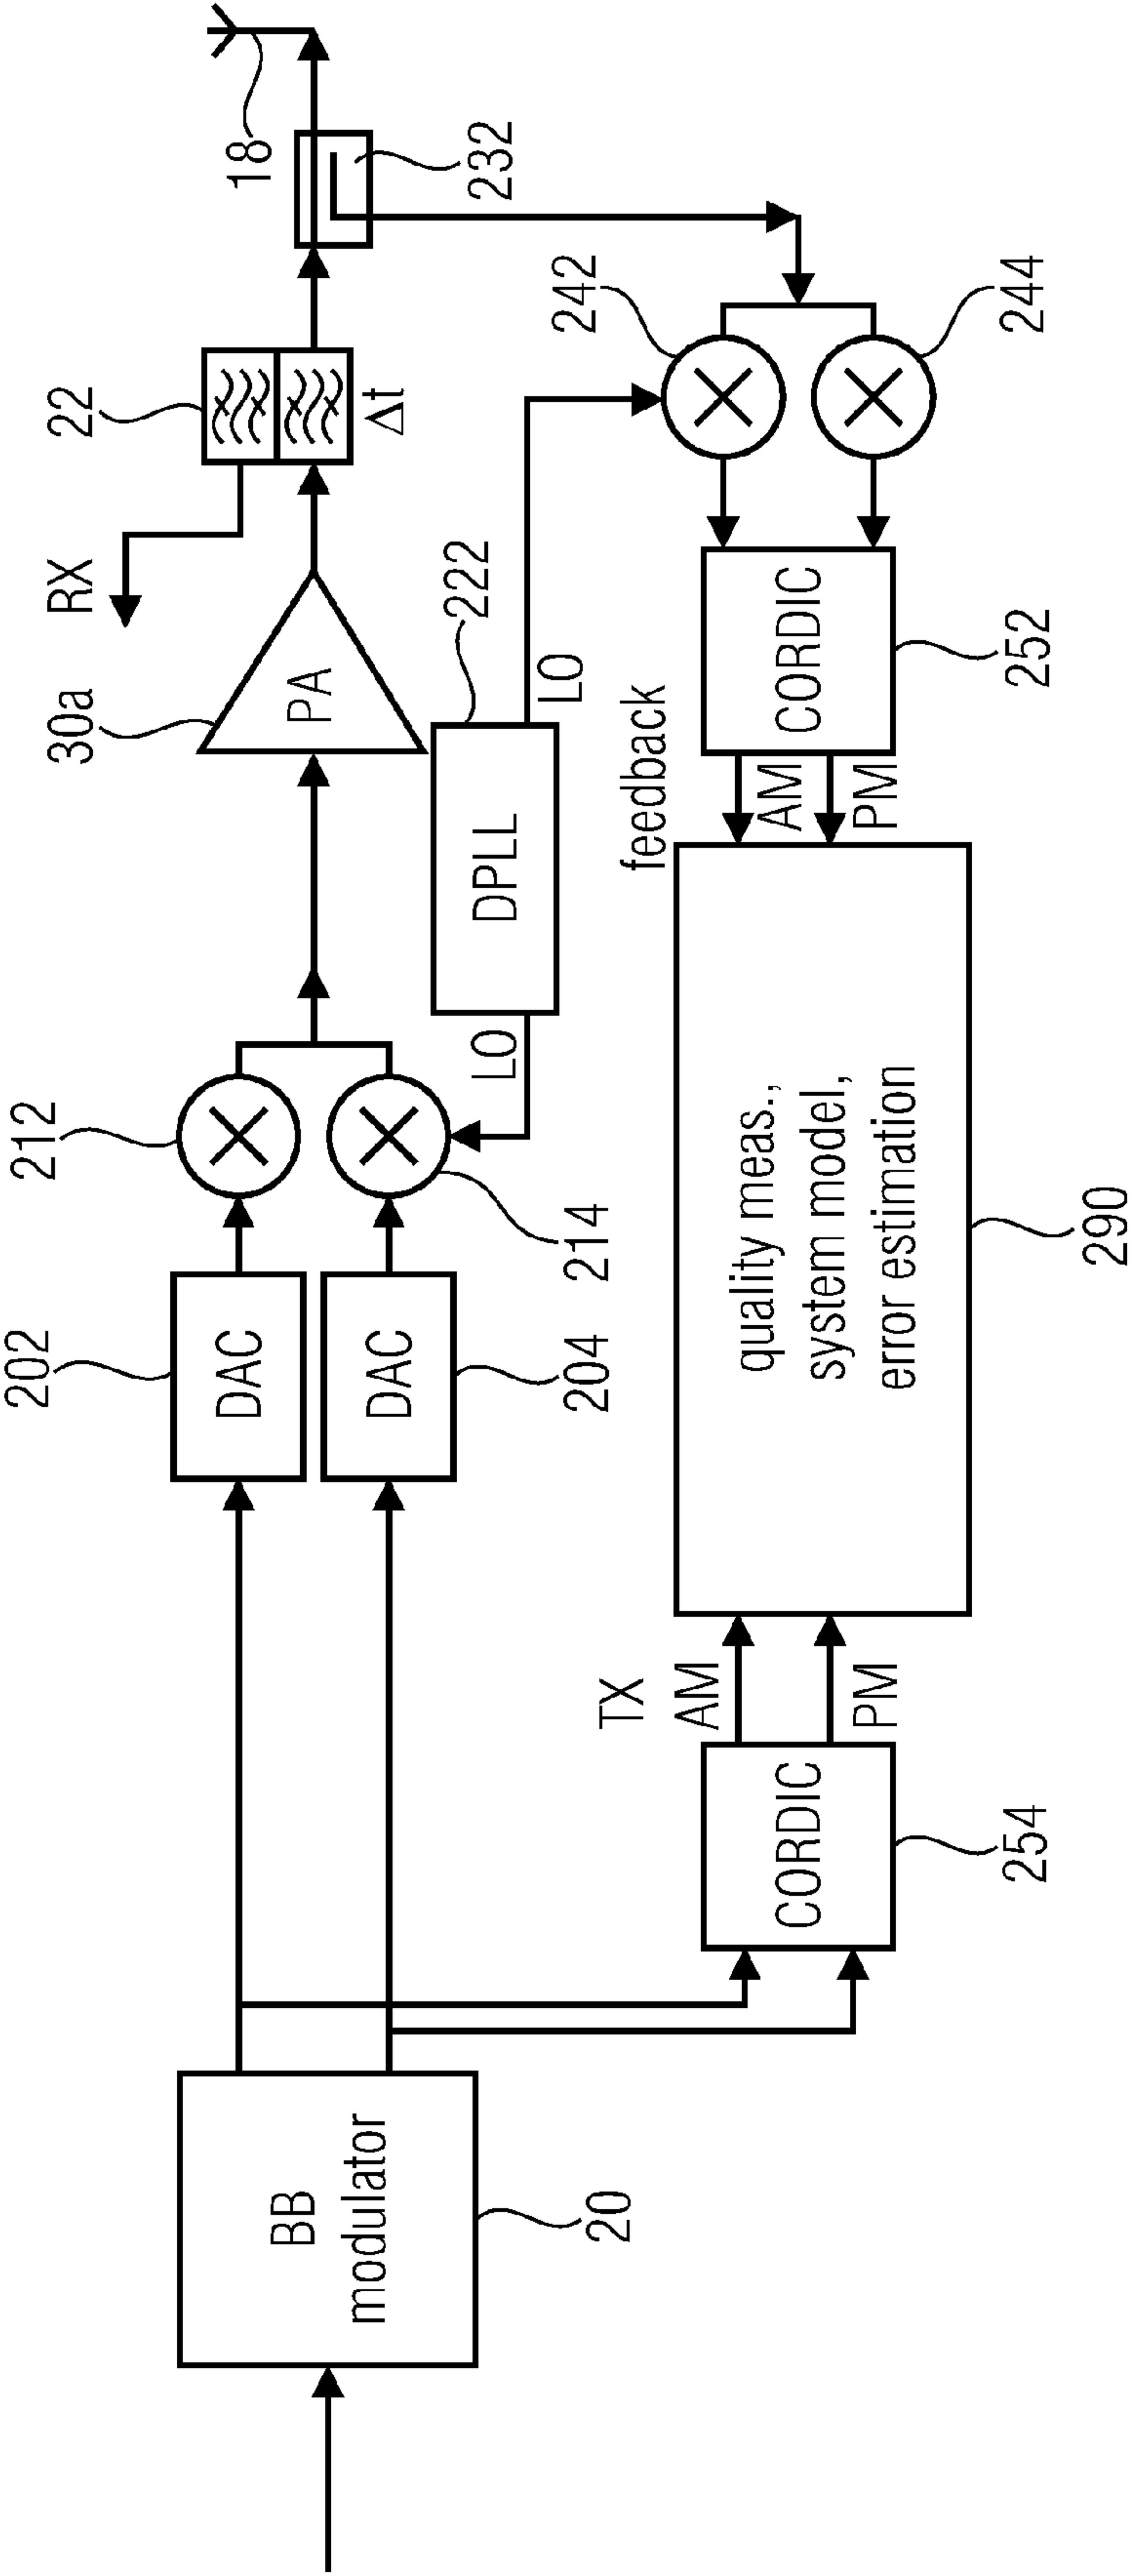 BB
modulator
20
202
DAC
DAC
204
212
214
LO
DPLL
222
LO
30a
PA
RX
22
Δt
18
232
242
244
CORDIC
252
feedback
AM
PM
quality meas.,
system model,
error estimation
290
TX
AM
PM
CORDIC
254